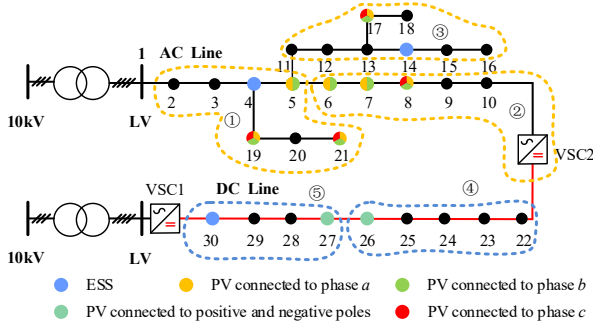 17 18 ③
1 AC Line
11 12 13 14 15 16
10kV LV 2 3 4 5 6 7 8 9 10 ②
①
19 20 21 VSC2
VSC1 DC Line ⑤ ④
10kV LV 30 29 28 27 26 25 24 23 22
ESS PV connected to phase a PV connected to phase b
PV connected to positive and negative poles PV connected to phase c